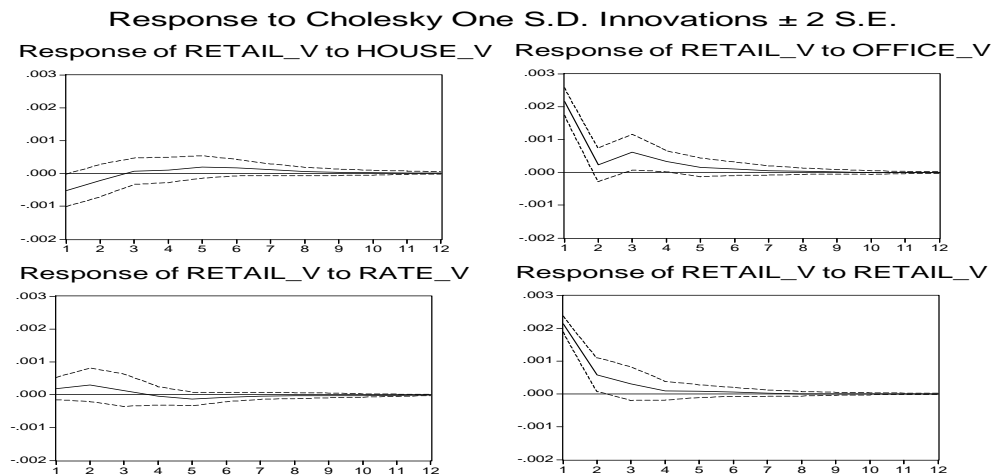 Response to Cholesky One S.D. Innovations ± 2 S.E.
Response of RETAIL_V to HOUSE_V
.003
.002
.001
.000
-.001
-.002
1 2 3 4 5 6 7 8 9 10 11 12
Response of RETAIL_V to OFFICE_V
.003
.002
.001
.000
-.001
-.002
1 2 3 4 5 6 7 8 9 10 11 12
Response of RETAIL_V to RATE_V
.003
.002
.001
.000
-.001
-.002
1 2 3 4 5 6 7 8 9 10 11 12
Response of RETAIL_V to RETAIL_V
.003
.002
.001
.000
-.001
-.002
1 2 3 4 5 6 7 8 9 10 11 12